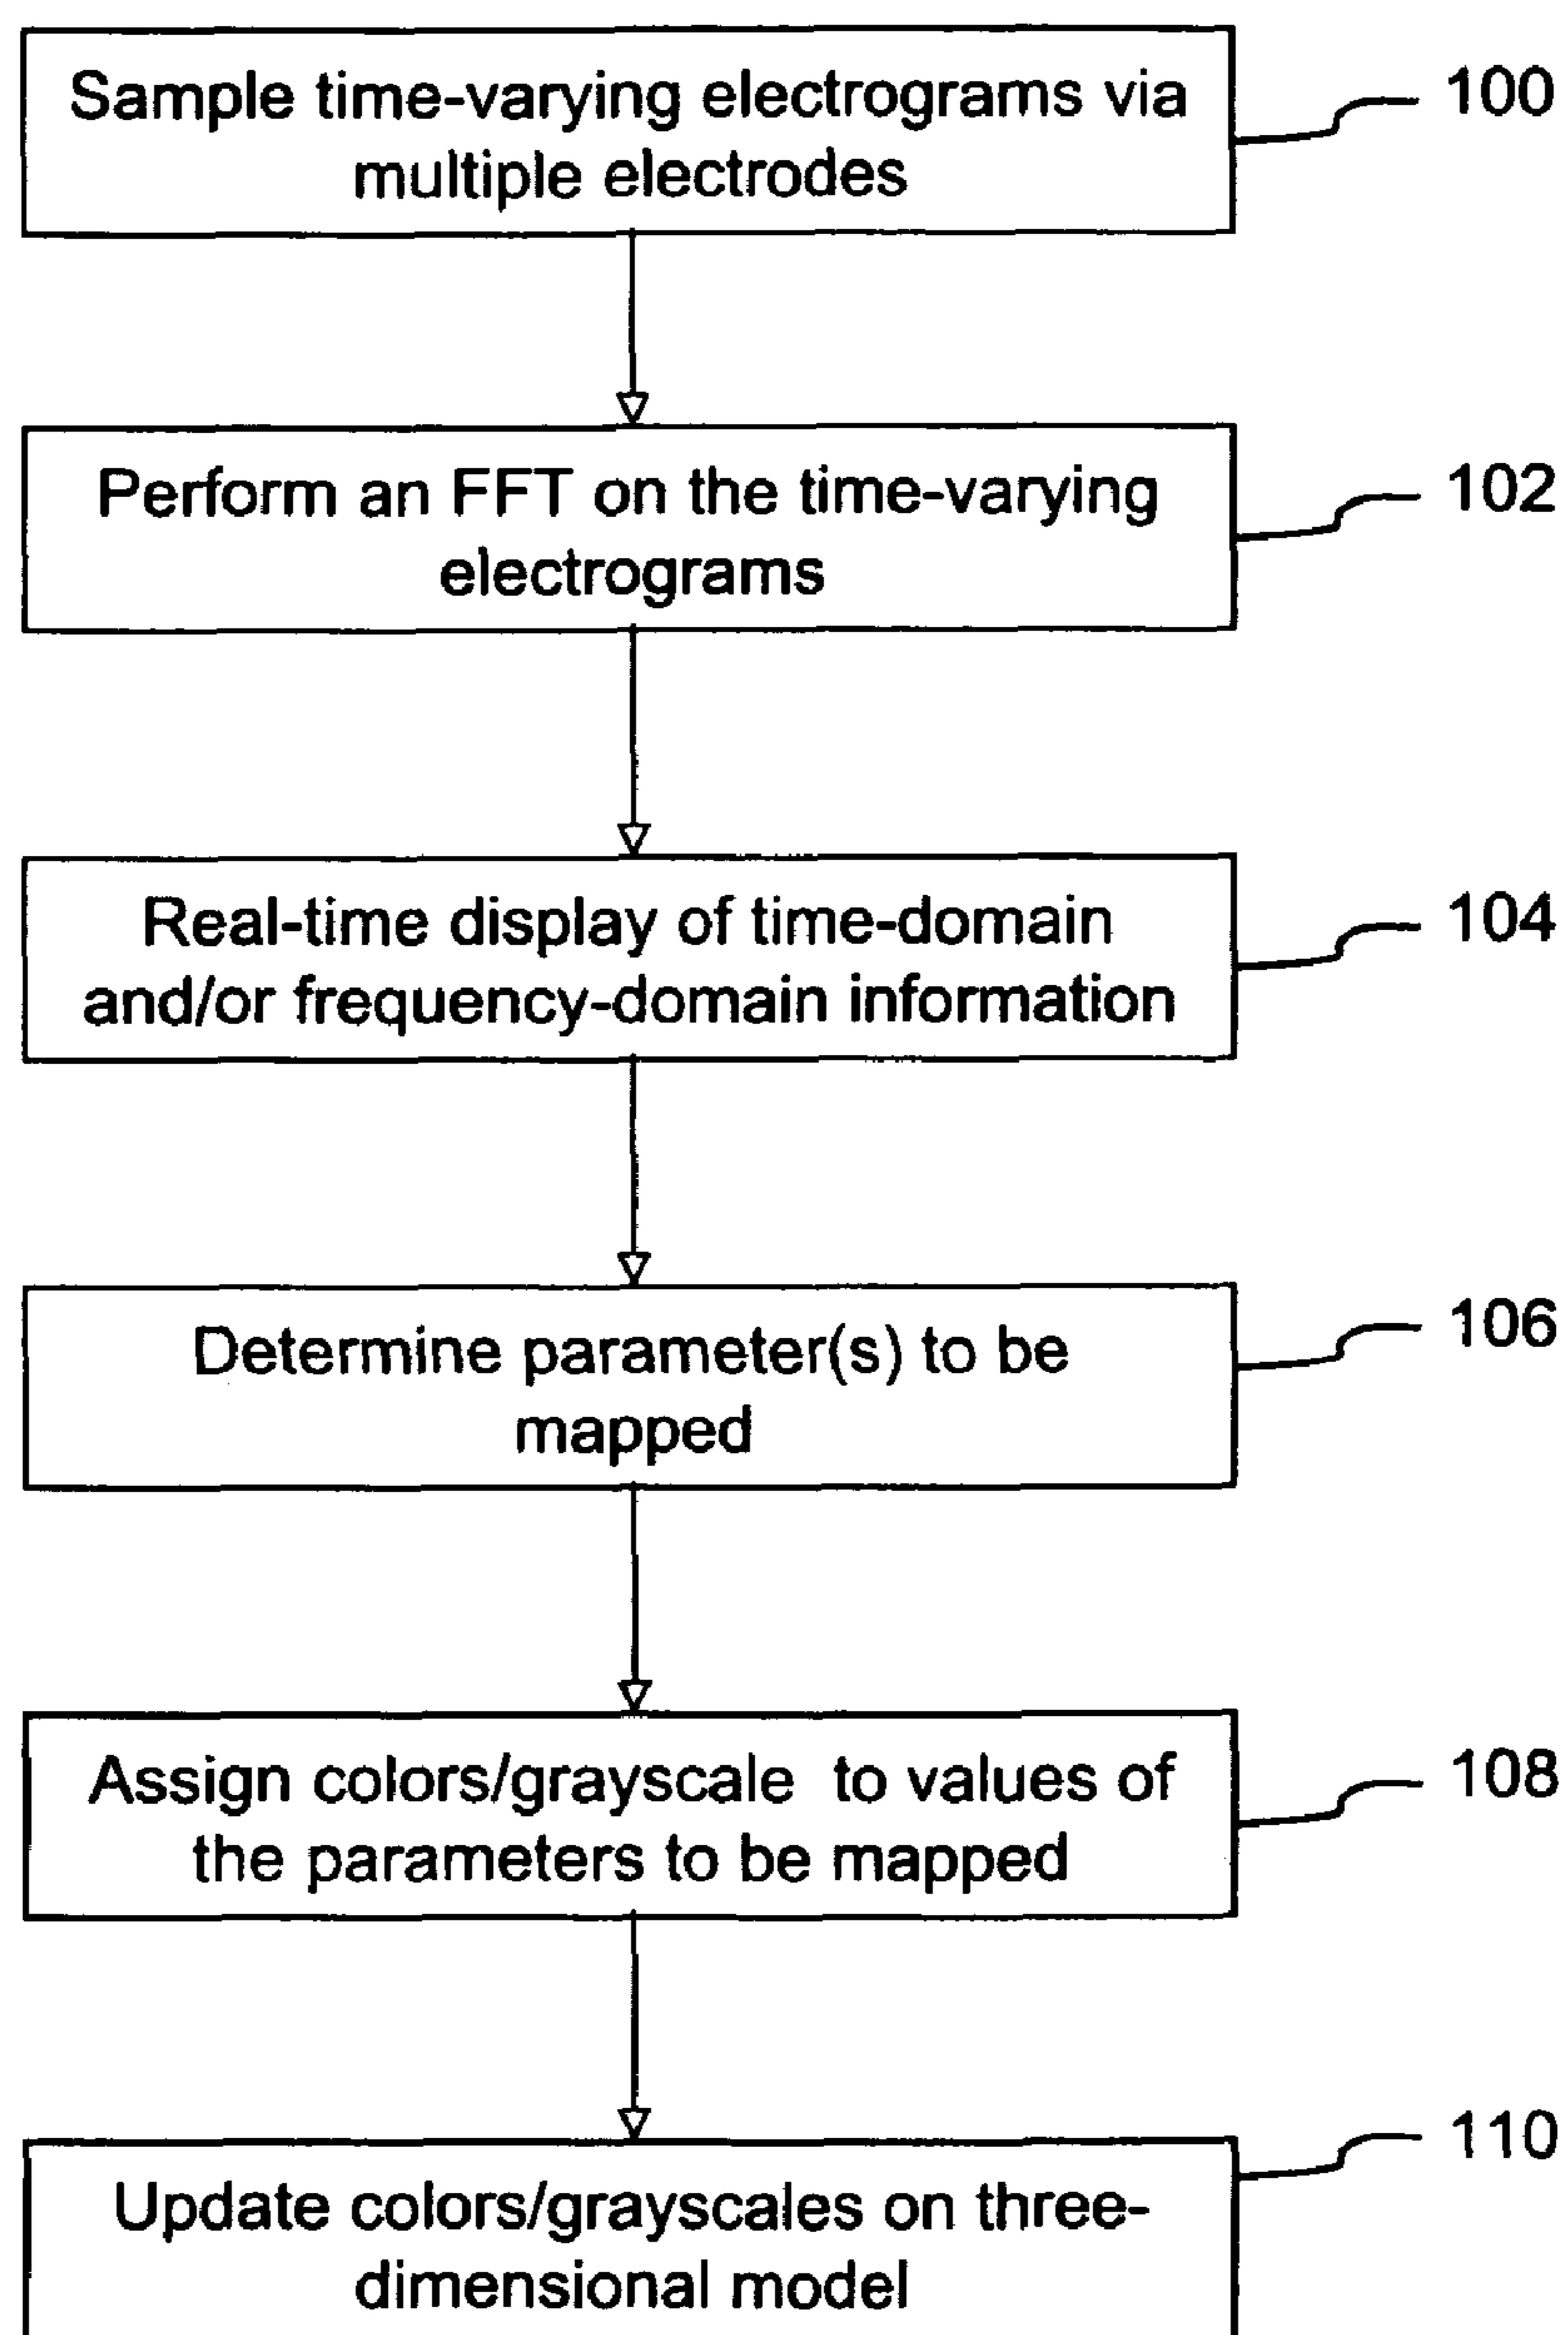 Sample time-varying electrograms via
multiple electrodes
100
Perform an FFT on the time-varying
electrograms
102
Real-time display of time-domain
and/or frequency-domain information
104
Determine parameter(s) to be
mapped
106
Assign colors/grayscale to values of
the parameters to be mapped
108
Update colors/grayscales on three-
dimensional model
110